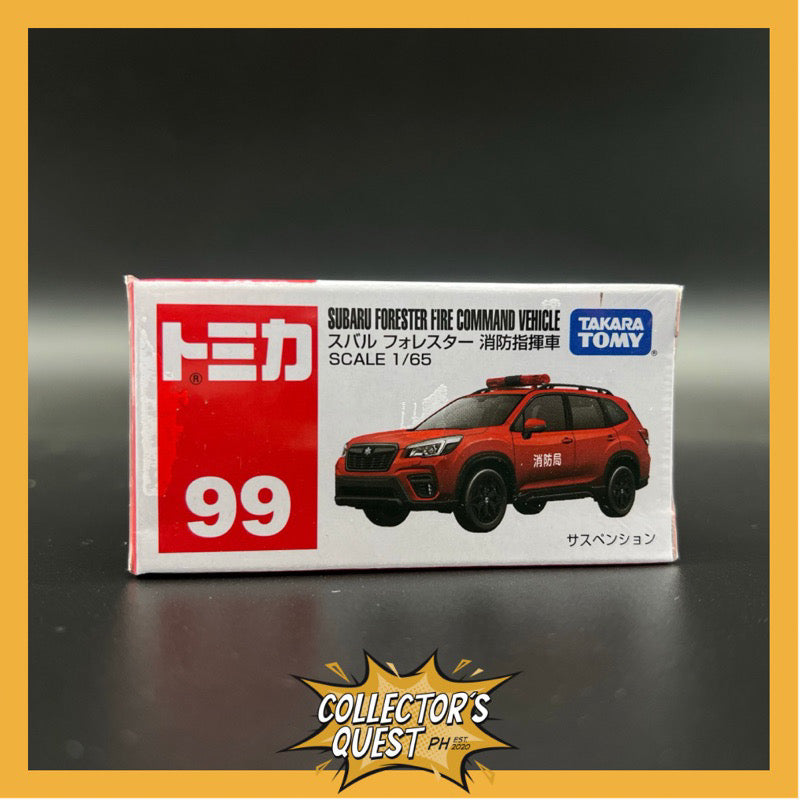 トミカ
®
99
SUBARU FORESTER FIRE COMMAND VEHICLE
スバル フォレスター 消防指揮車
SCALE 1/65
TAKARA
TOMY®
消防局
サスペンション
COLLECTOR'S
QUEST PH EST.
2020